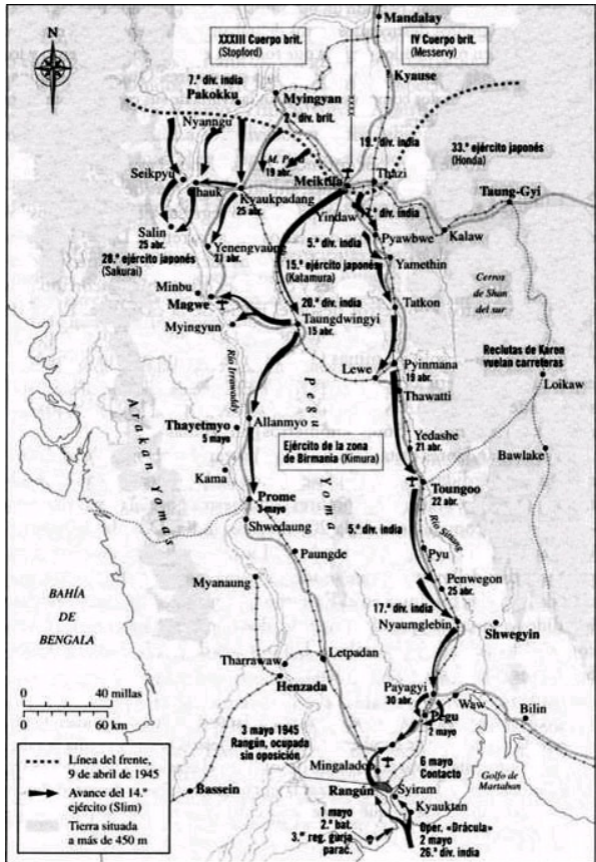 N
XXXIII Cuerpo brit.
(Stopford)
IV Cuerpo brit.
(Messervy)
Mandalay
Kyause
7.ª div. india
Pakokku
Myingyan
2.ª div. brit.
Nyanngu
19.ª div. india
33.º ejército japonés
(Honda)
M. Popa
19 abr.
Seikpyu
Chauk
Meiktila
Thazi
Taung-Gyi
Kyaukpadang
25 abr.
Yindaw
Salin
25 abr.
5.ª div. india
Pyawbwe
Kalaw
Yenengyaung
21 abr.
28.º ejército japonés
(Sakurai)
15.º ejército japonés
(Katamura)
Yamethin
Cerros
de Shan
del sur
Minbu
Magwe
20.ª div. india
Taungdwingyi
15 abr.
Tatkon
Myingyun
Río Irrawaddy
Lewe
Pyinmana
19 abr.
Reclutas de Karen
vuelan carreteras
Loikaw
Thawatti
Arakan Yomas
Pegu Yoma
Allanmyo
Thayetmyo
5 mayo
Ejército de la zona
de Birmania (Kimura)
Yedashe
21 abr.
Bawlake
Kama
Prome
3 mayo
Toungoo
22 abr.
Shwedaung
5.ª div. india
Río Sittang
Paungde
Pyu
Myanaung
Penwegon
25 abr.
BAHÍA
DE
BENGALA
17.ª div. india
Nyaumglebin
Shwegyin
Tharrawaw
Letpadan
Henzada
0 40 millas
0 60 km
Payagyi
30 abr.
Waw
Bilin
Pegu
2 mayo
3 mayo 1945
Rangún, ocupada
sin oposición
Mingaladon
6 mayo
Contacto
Golfo de
Martaban
Línea del frente,
9 de abril de 1945
Avance del 14.º
ejército (Slim)
Tierra situada
a más de 450 m
Bassein
Rangún
Syiram
Kyauktan
1 mayo
2.º bat.
3.er reg. gurja
parac.
Oper. «Drácula»
2 mayo
26.ª div. india